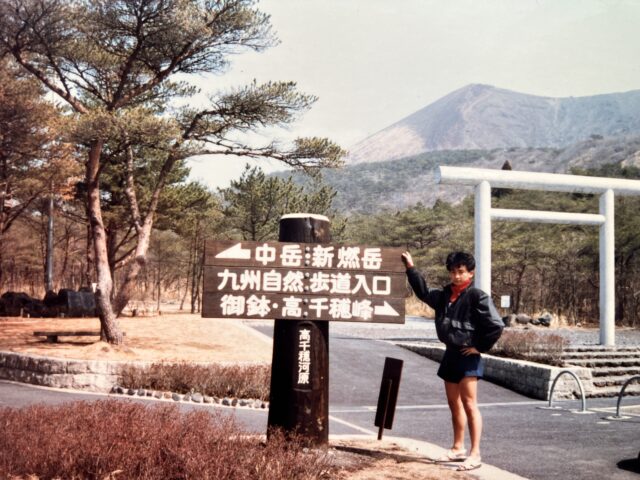 中岳・新燃岳
九州自然歩道入口
御鉢・高千穂峰
高千穂河原